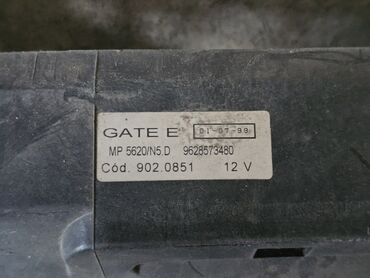 GATE E 01-07-99
MP 5620/N5.D 9628573480
Cód. 902.0851 12 V